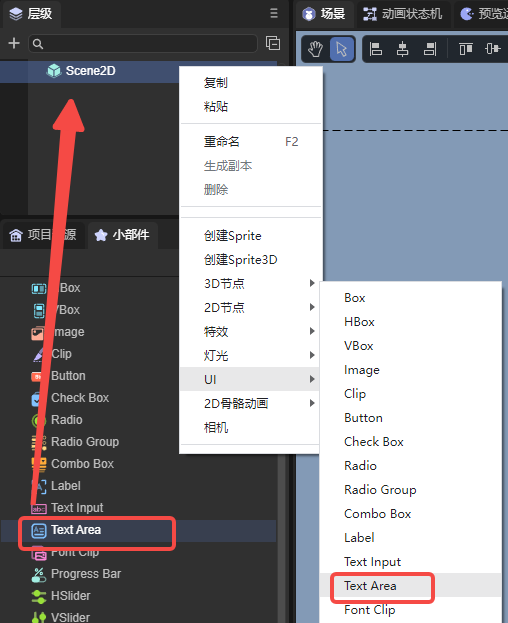 层级
场景
动画状态机
预览运
Scene2D
复制
粘贴
重命名 F2
生成副本
删除
创建Sprite
创建Sprite3D
3D节点
2D节点
特效
灯光
UI
2D骨骼动画
相机
项目资源
小部件
Box
VBox
Image
Clip
Button
Check Box
Radio
Radio Group
Combo Box
Label
Text Input
Text Area
Font Clip
Progress Bar
HSlider
VSlider
Box
HBox
VBox
Image
Clip
Button
Check Box
Radio
Radio Group
Combo Box
Label
Text Input
Text Area
Font Clip